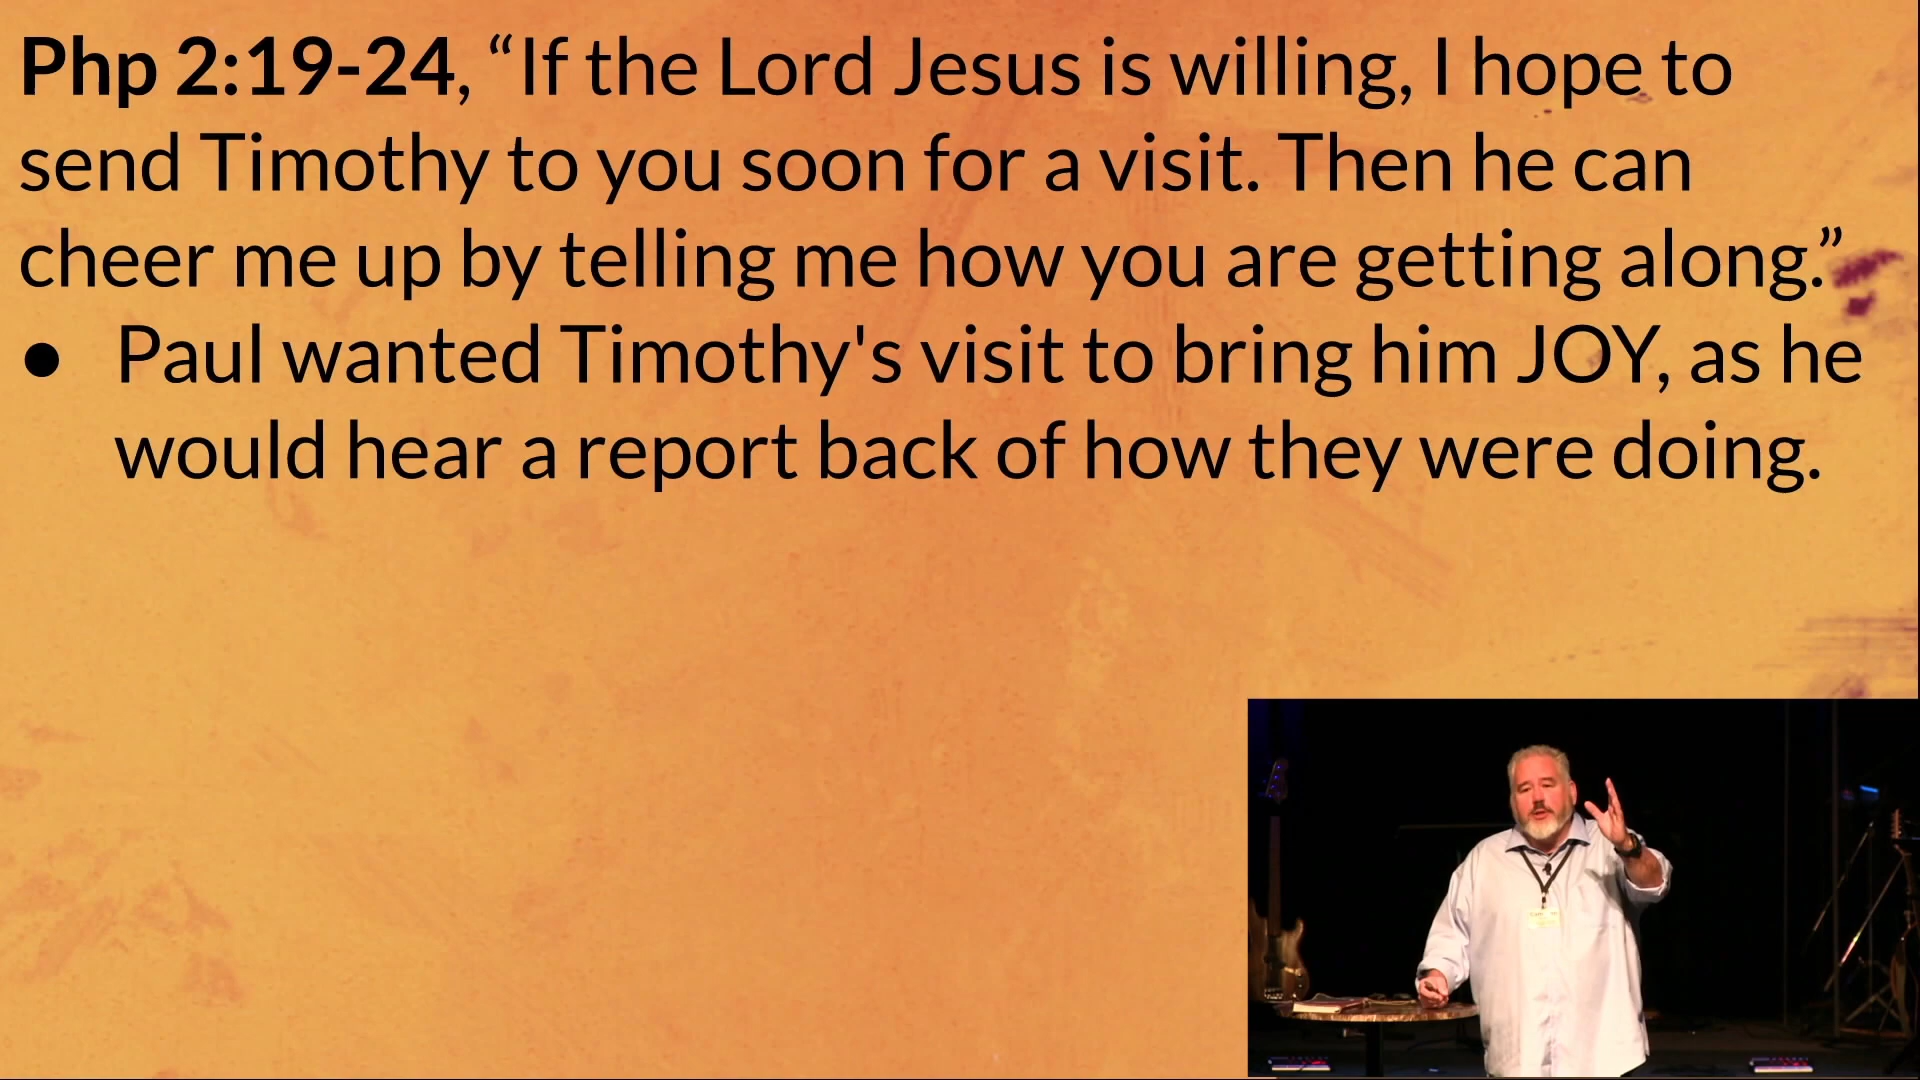 Php 2:19-24, “If the Lord Jesus is willing, I hope to
send Timothy to you soon for a visit. Then he can
cheer me up by telling me how you are getting along.”
● Paul wanted Timothy's visit to bring him JOY, as he
would hear a report back of how they were doing.